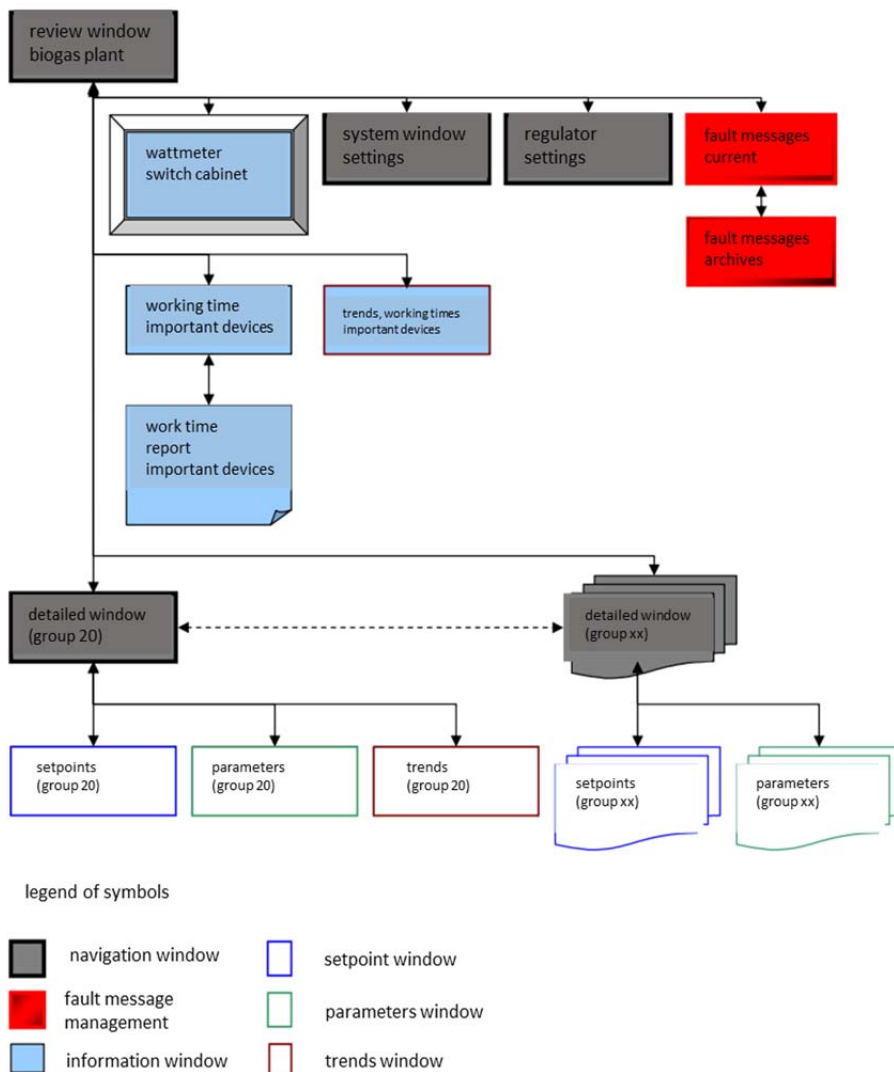 review window
biogas plant
wattmeter
switch cabinet
system window
settings
regulator
settings
fault messages
current
fault messages
archives
working time
important devices
trends, working times
important devices
work time
report
important devices
detailed window
(group 20)
detailed window
(group xx)
setpoints
(group 20)
parameters
(group 20)
trends
(group 20)
setpoints
(group xx)
parameters
(group xx)
legend of symbols
navigation window
setpoint window
fault message
management
parameters window
information window
trends window